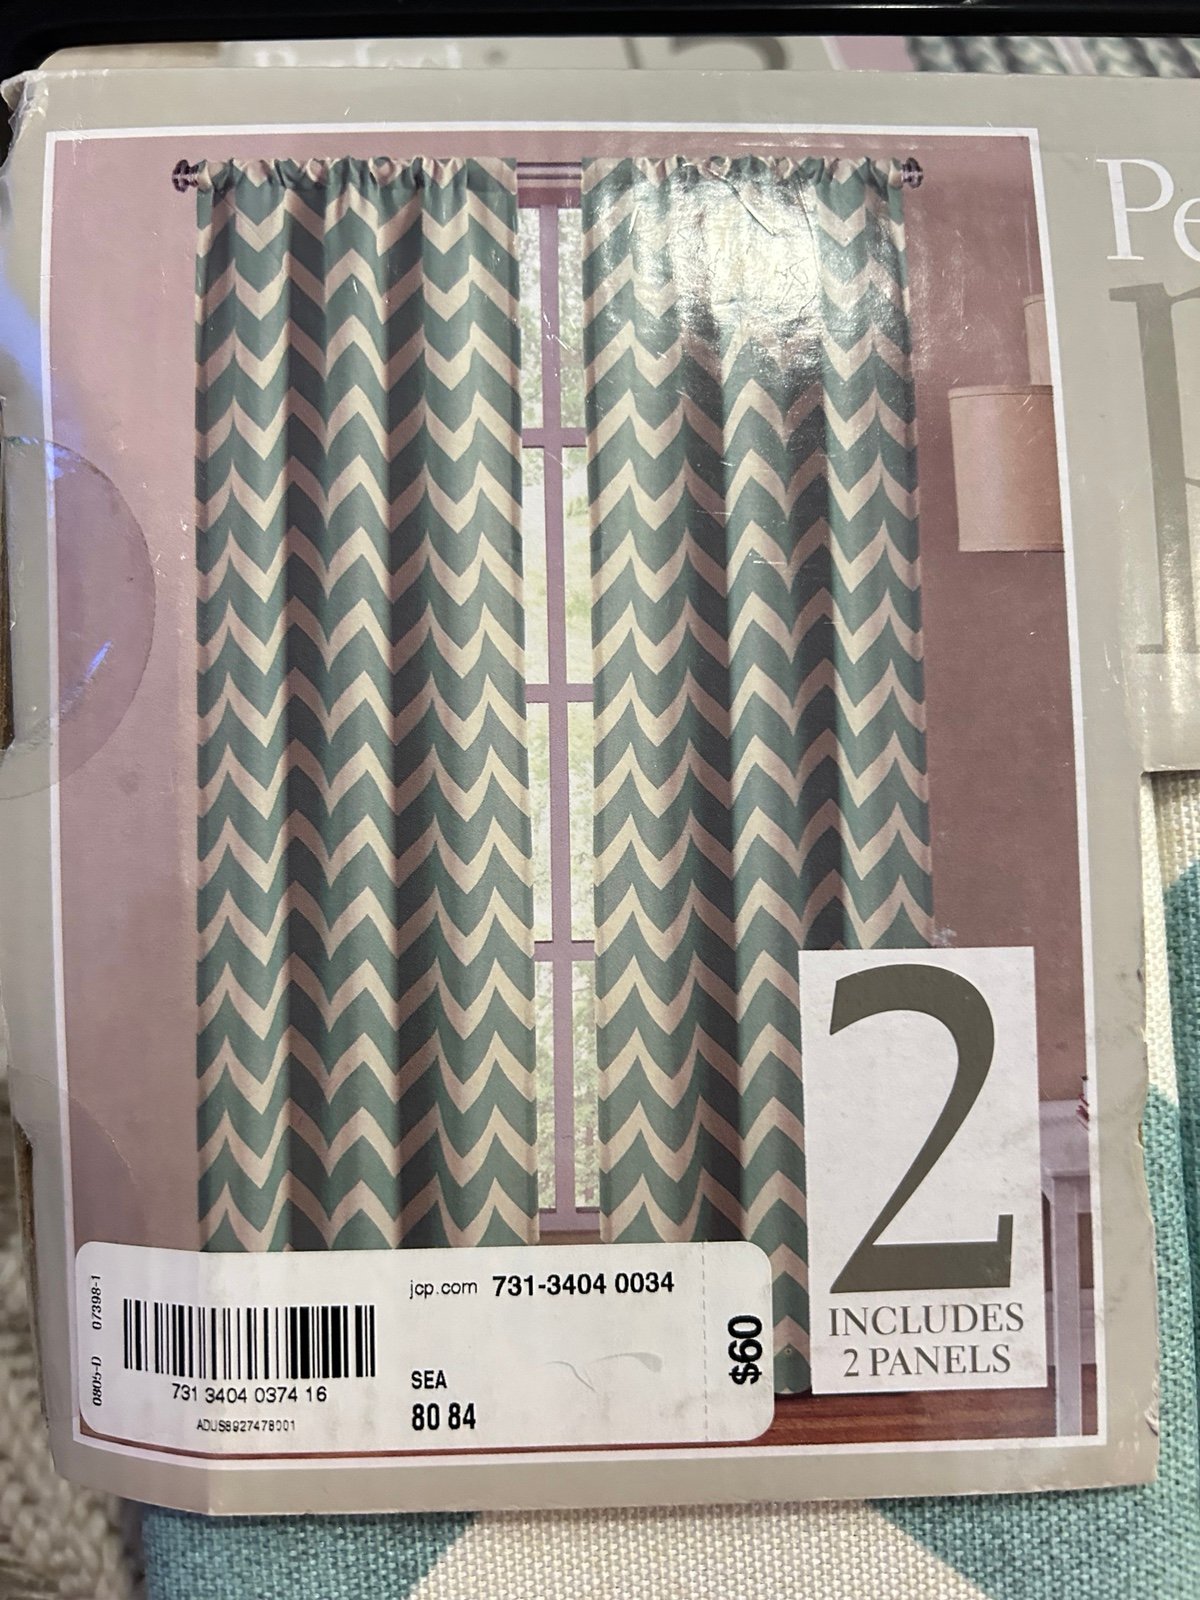 Pe
2
INCLUDES
2 PANELS
jcp.com 731-3404 0034
$60
0805-D 07398-1
731 3404 0374 16
ADUS8927478001
SEA
80 84